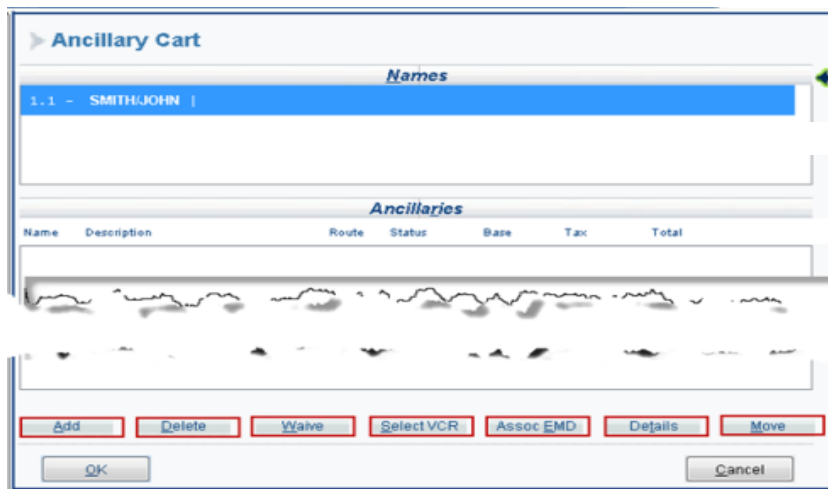 Ancillary Cart
Names
1.1 - SMITH/JOHN |
Ancillaries
Name Description Route Status Base Tax Total
Add Delete Waive Select VCR Assoc EMD Details Move
OK Cancel